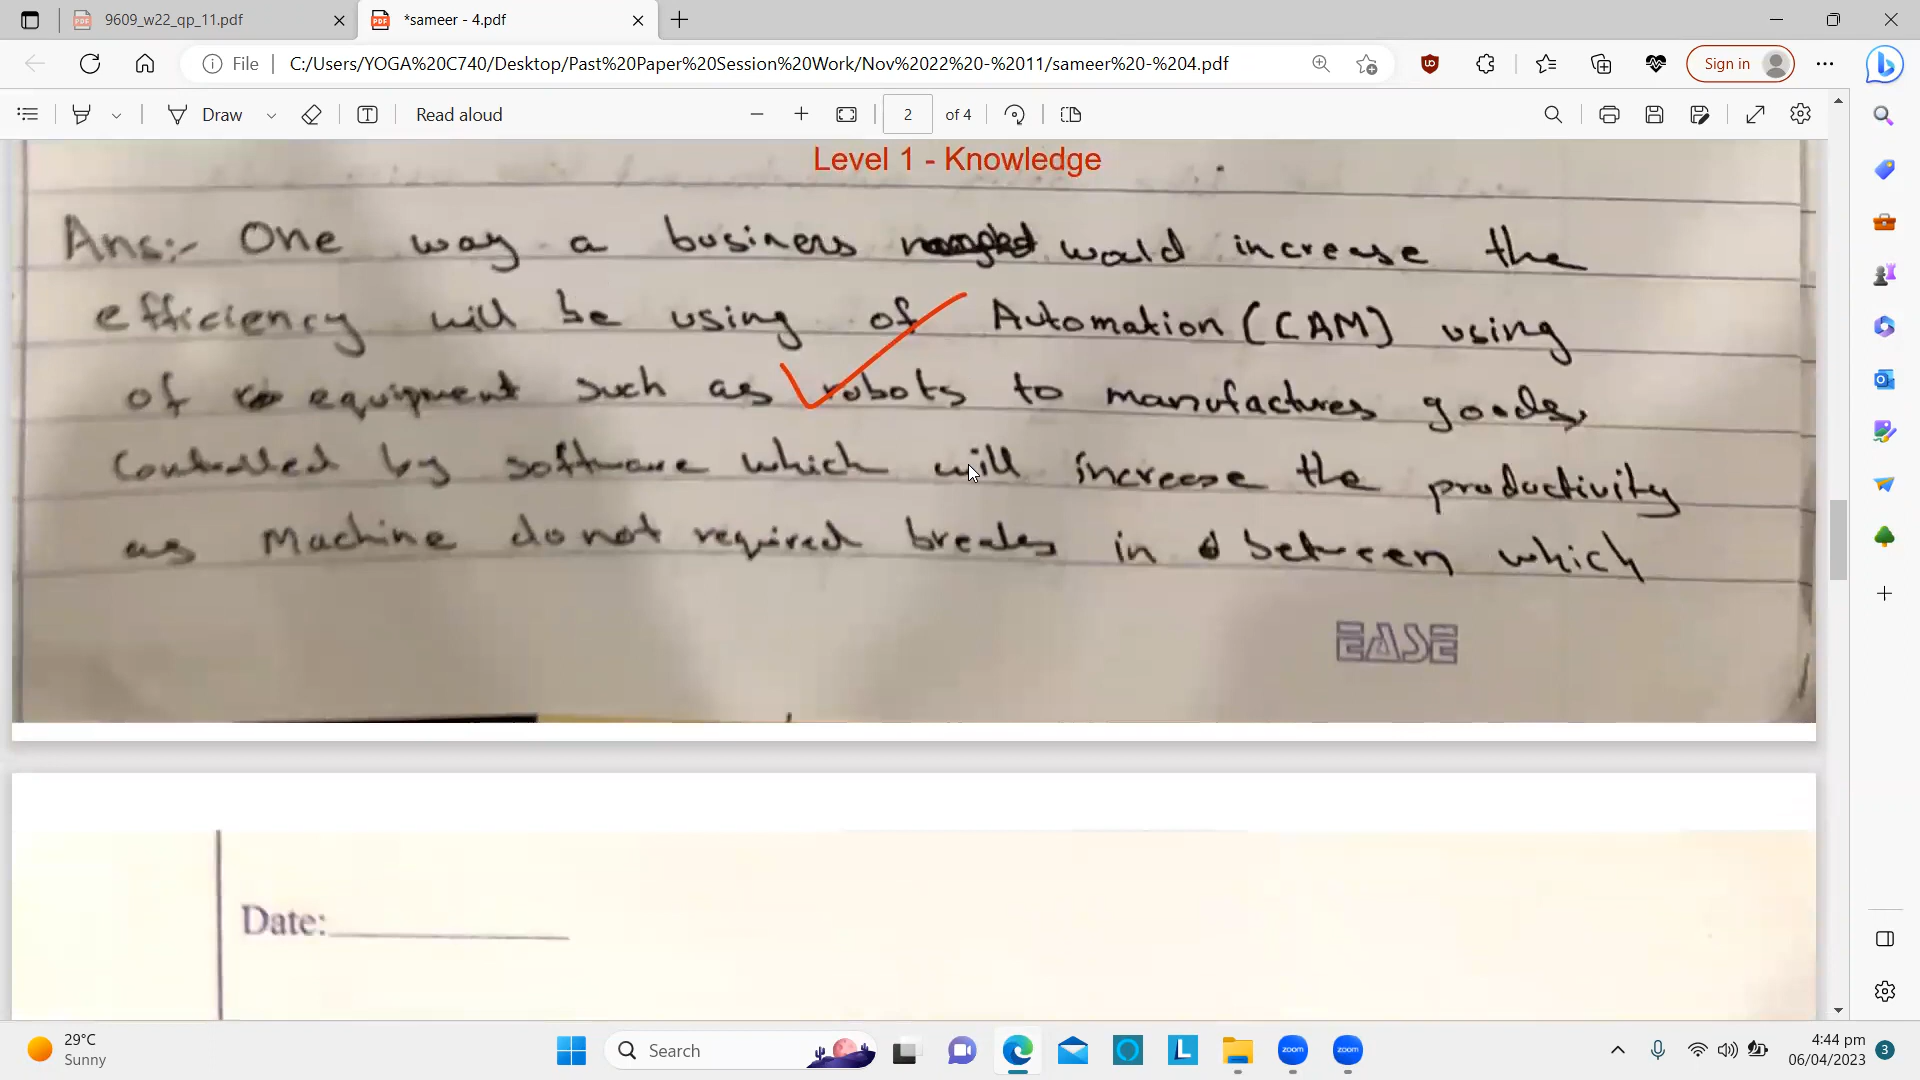 9609_w22_qp_11.pdf
*sameer - 4.pdf
File
C:/Users/YOGA%20C740/Desktop/Past%20Paper%20Session%20Work/Nov%2022%20-%2011/sameer%20-%204.pdf
Sign in
Draw
Read aloud
2 of 4
Level 1 - Knowledge
Ans:- One way a business would increase the
efficiency will be using of Automation (CAM) using
of equipment such as robots to manufactures goods,
Controlled by software which will increese the productivity
as Machine do not required breaks in between which
EASE
Date:
29°C
Sunny
Search
zoom
zoom
4:44 pm
06/04/2023
3